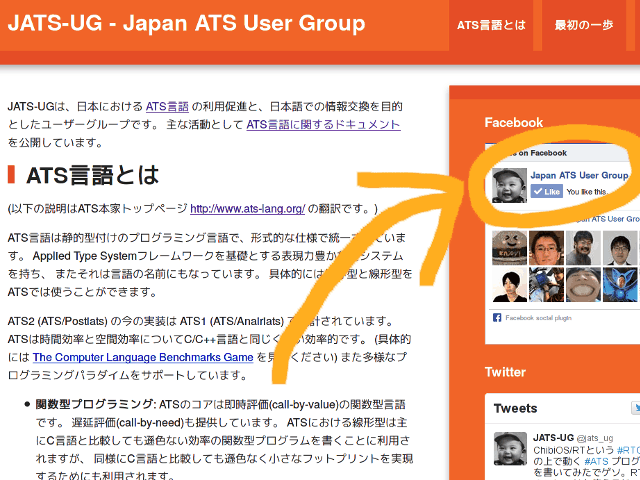 JATS-UG - Japan ATS User Group
ATS言語とは
最初の一歩
JATS-UGは、日本における ATS言語 の利用促進と、日本語での情報交換を目的
としたユーザーグループです。 主な活動として ATS言語に関するドキュメント
を公開しています。
ATS言語とは
(以下の説明はATS本家トップページ http://www.ats-lang.org/ の翻訳です。)
ATS言語は静的型付けのプログラミング言語で、形式的な仕様で統一
ていま
す。 Applied Type Systemフレームワークを基礎とする表現力豊か
システム
を持ち、 またそれは言語の名前にもなっています。 具体的には
型と線形型を
ATSでは使うことができます。
ATS2 (ATS/Postiats) の今の実装は ATS1 (ATS/Anairiats) で
計されています。
ATSは時間効率と空間効率についてC/C++言語と同じく
い効率的です。 (具体的
には The Computer Language Benchmarks Game を見
ください) また多様なプ
ログラミングパラダイムをサポートしています。
関数型プログラミング: ATSのコアは即時評価(call-by-value)の関数型言語
です。 遅延評価(call-by-need)も提供しています。 ATSにおける線形型は主
にC言語と比較しても遜色ない効率の関数型プログラムを書くことに利用さ
れますが、 同様にC言語と比較しても遜色なく小さなフットプリントを実現
するためにも利用されます。
Facebook
on Facebook
Japan ATS User Group
Like
You like this.
Japan ATS User Gro
Facebook social plugin
Twitter
Tweets
JATS-UG @jats_ug
ChibiOS/RTという #RTO
の上で動く #ATS プログ
を書いてみたでゲソ。RT